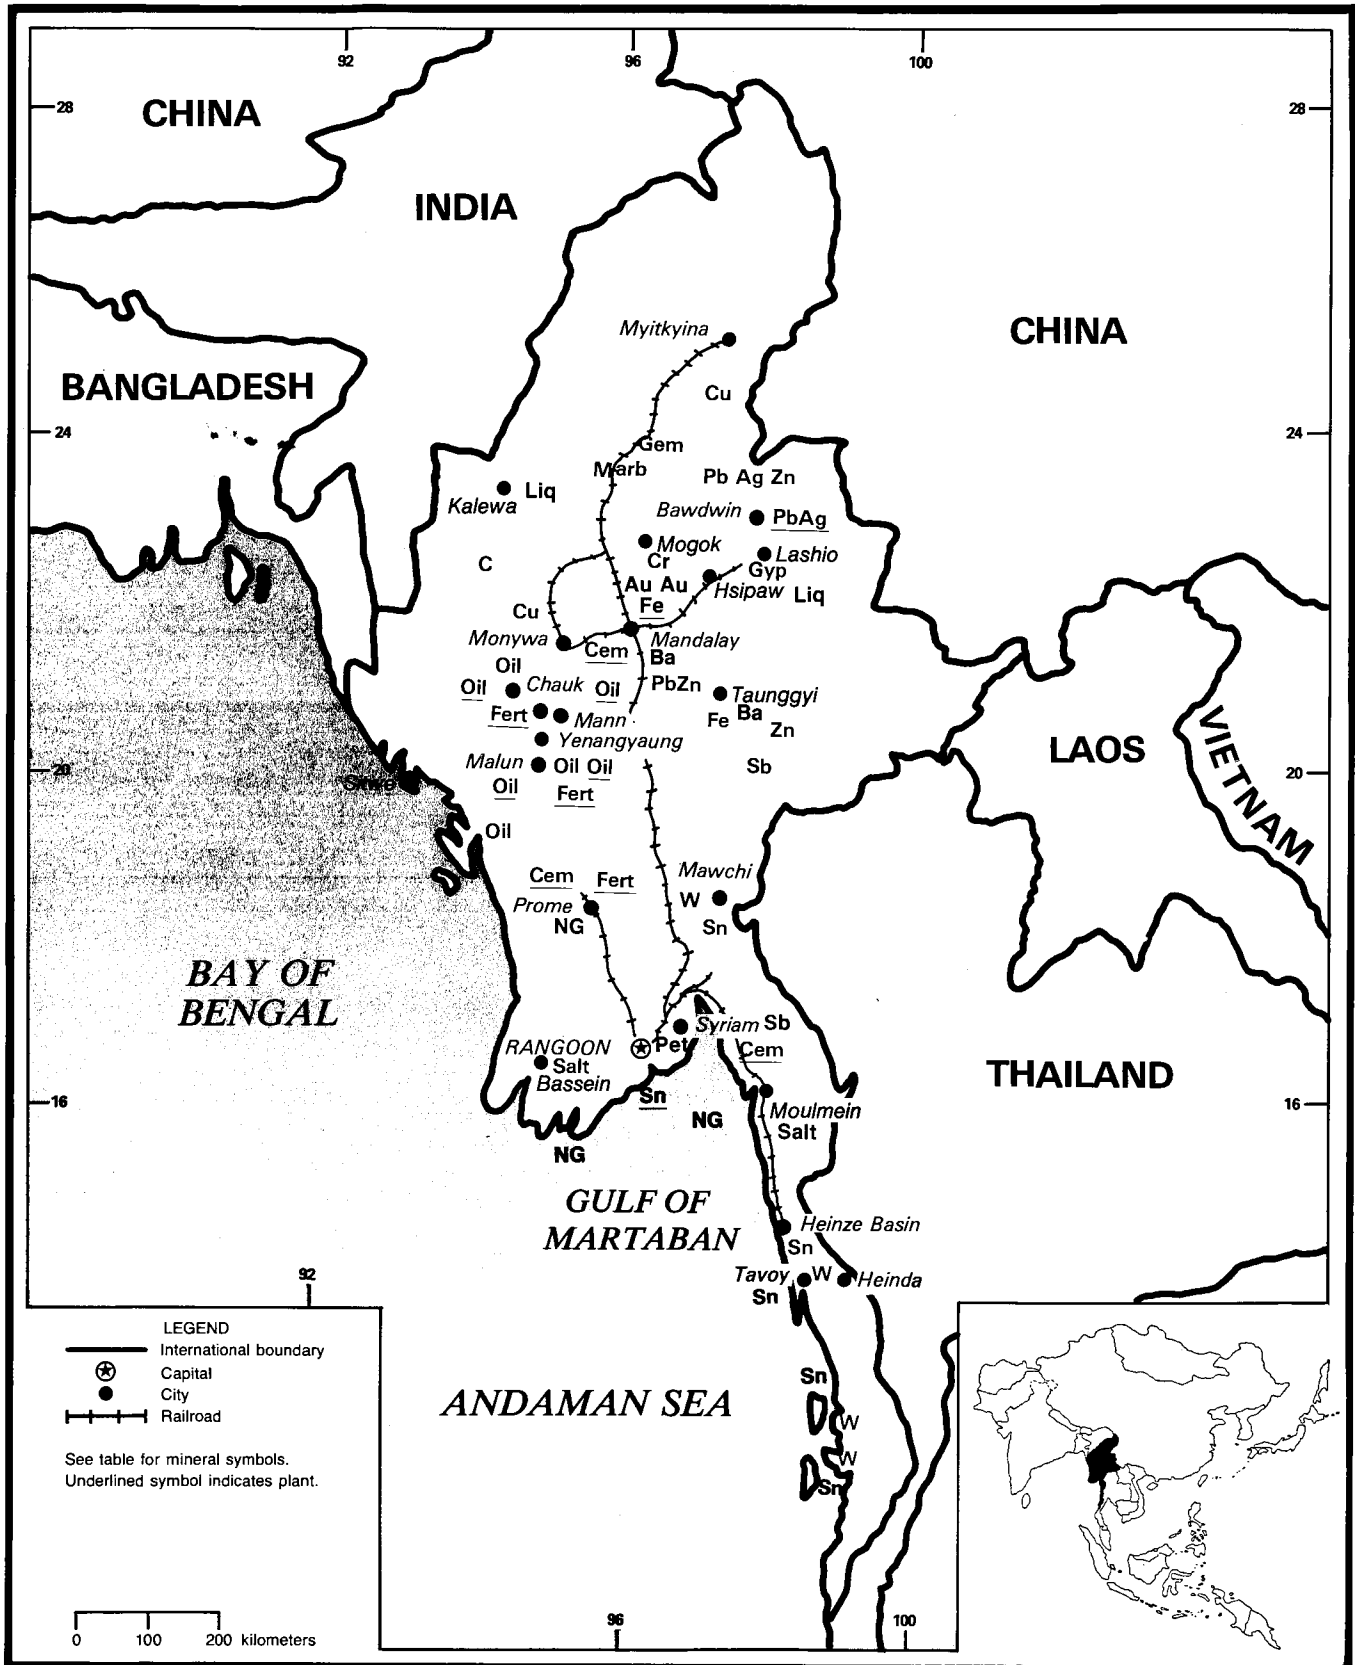 92
96
100
28
CHINA
28
INDIA
Myitkyina
CHINA
BANGLADESH
Cu
24
Gem
24
Marb
Pb Ag Zn
Liq
Kalewa
Bawdwin
PbAg
Mogok
Lashio
C
Cr
Gyp
Au Au
Hsipaw
Liq
Cu
Fe
Monywa
Cem
Mandalay
Oil
Ba
Oil
Chauk
Oil
PbZn
Taunggyi
Fert
Mann
Fe
Ba
Zn
Yenangyaung
LAOS
VIETNAM
Malun
Oil
Oil
Sb
20
20
Sittwe
Oil
Fert
Oil
Mawchi
Cem
Fert
W
Prome
NG
Sn
BAY OF
BENGAL
Syriam
Sb
RANGOON
Pet
Cem
Salt
Bassein
THAILAND
16
Sn
Moulmein
16
NG
Salt
NG
GULF OF
MARTABAN
Heinze Basin
Sn
Tavoy
W
Heinda
Sn
92
LEGEND
International boundary
Capital
City
Railroad
See table for mineral symbols.
Underlined symbol indicates plant.
Sn
ANDAMAN SEA
W
W
Sn
96
100
0
100
200 kilometers